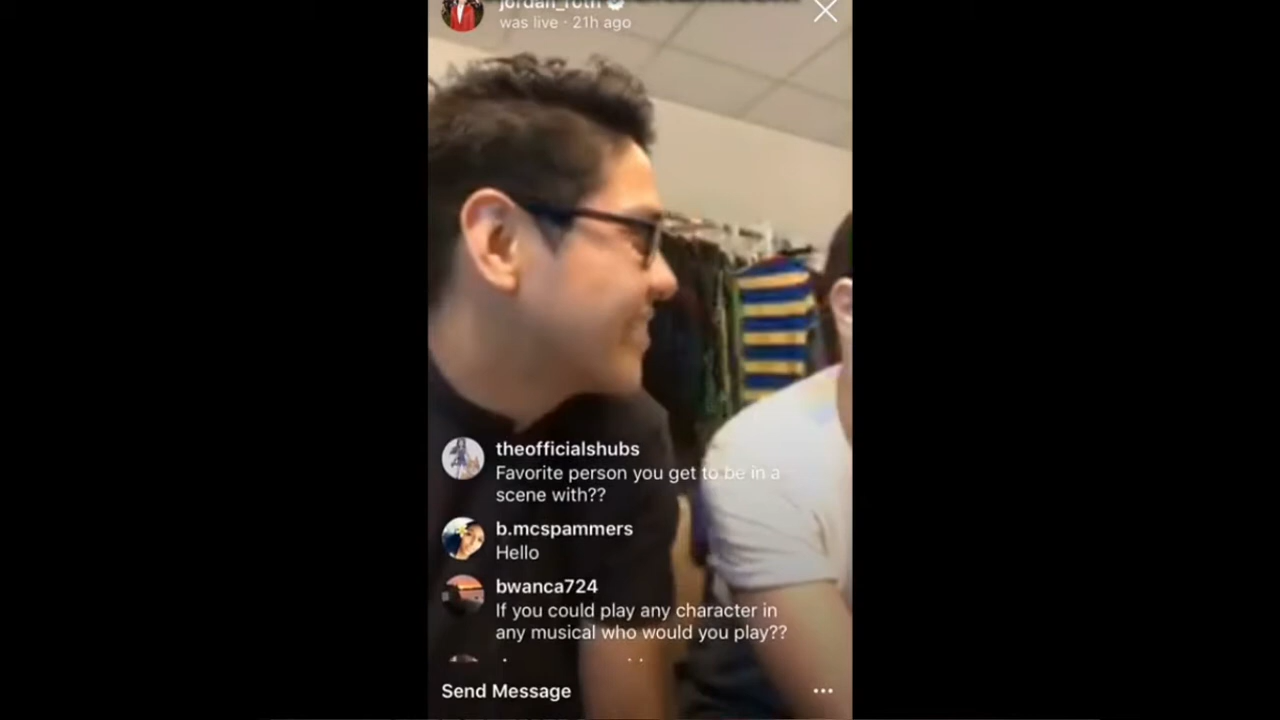 jordan_roth
was live · 21h ago
theofficialshubs
Favorite person you get to be in a
scene with??
b.mcspammers
Hello
bwanca724
If you could play any character in
any musical who would you play??
Send Message